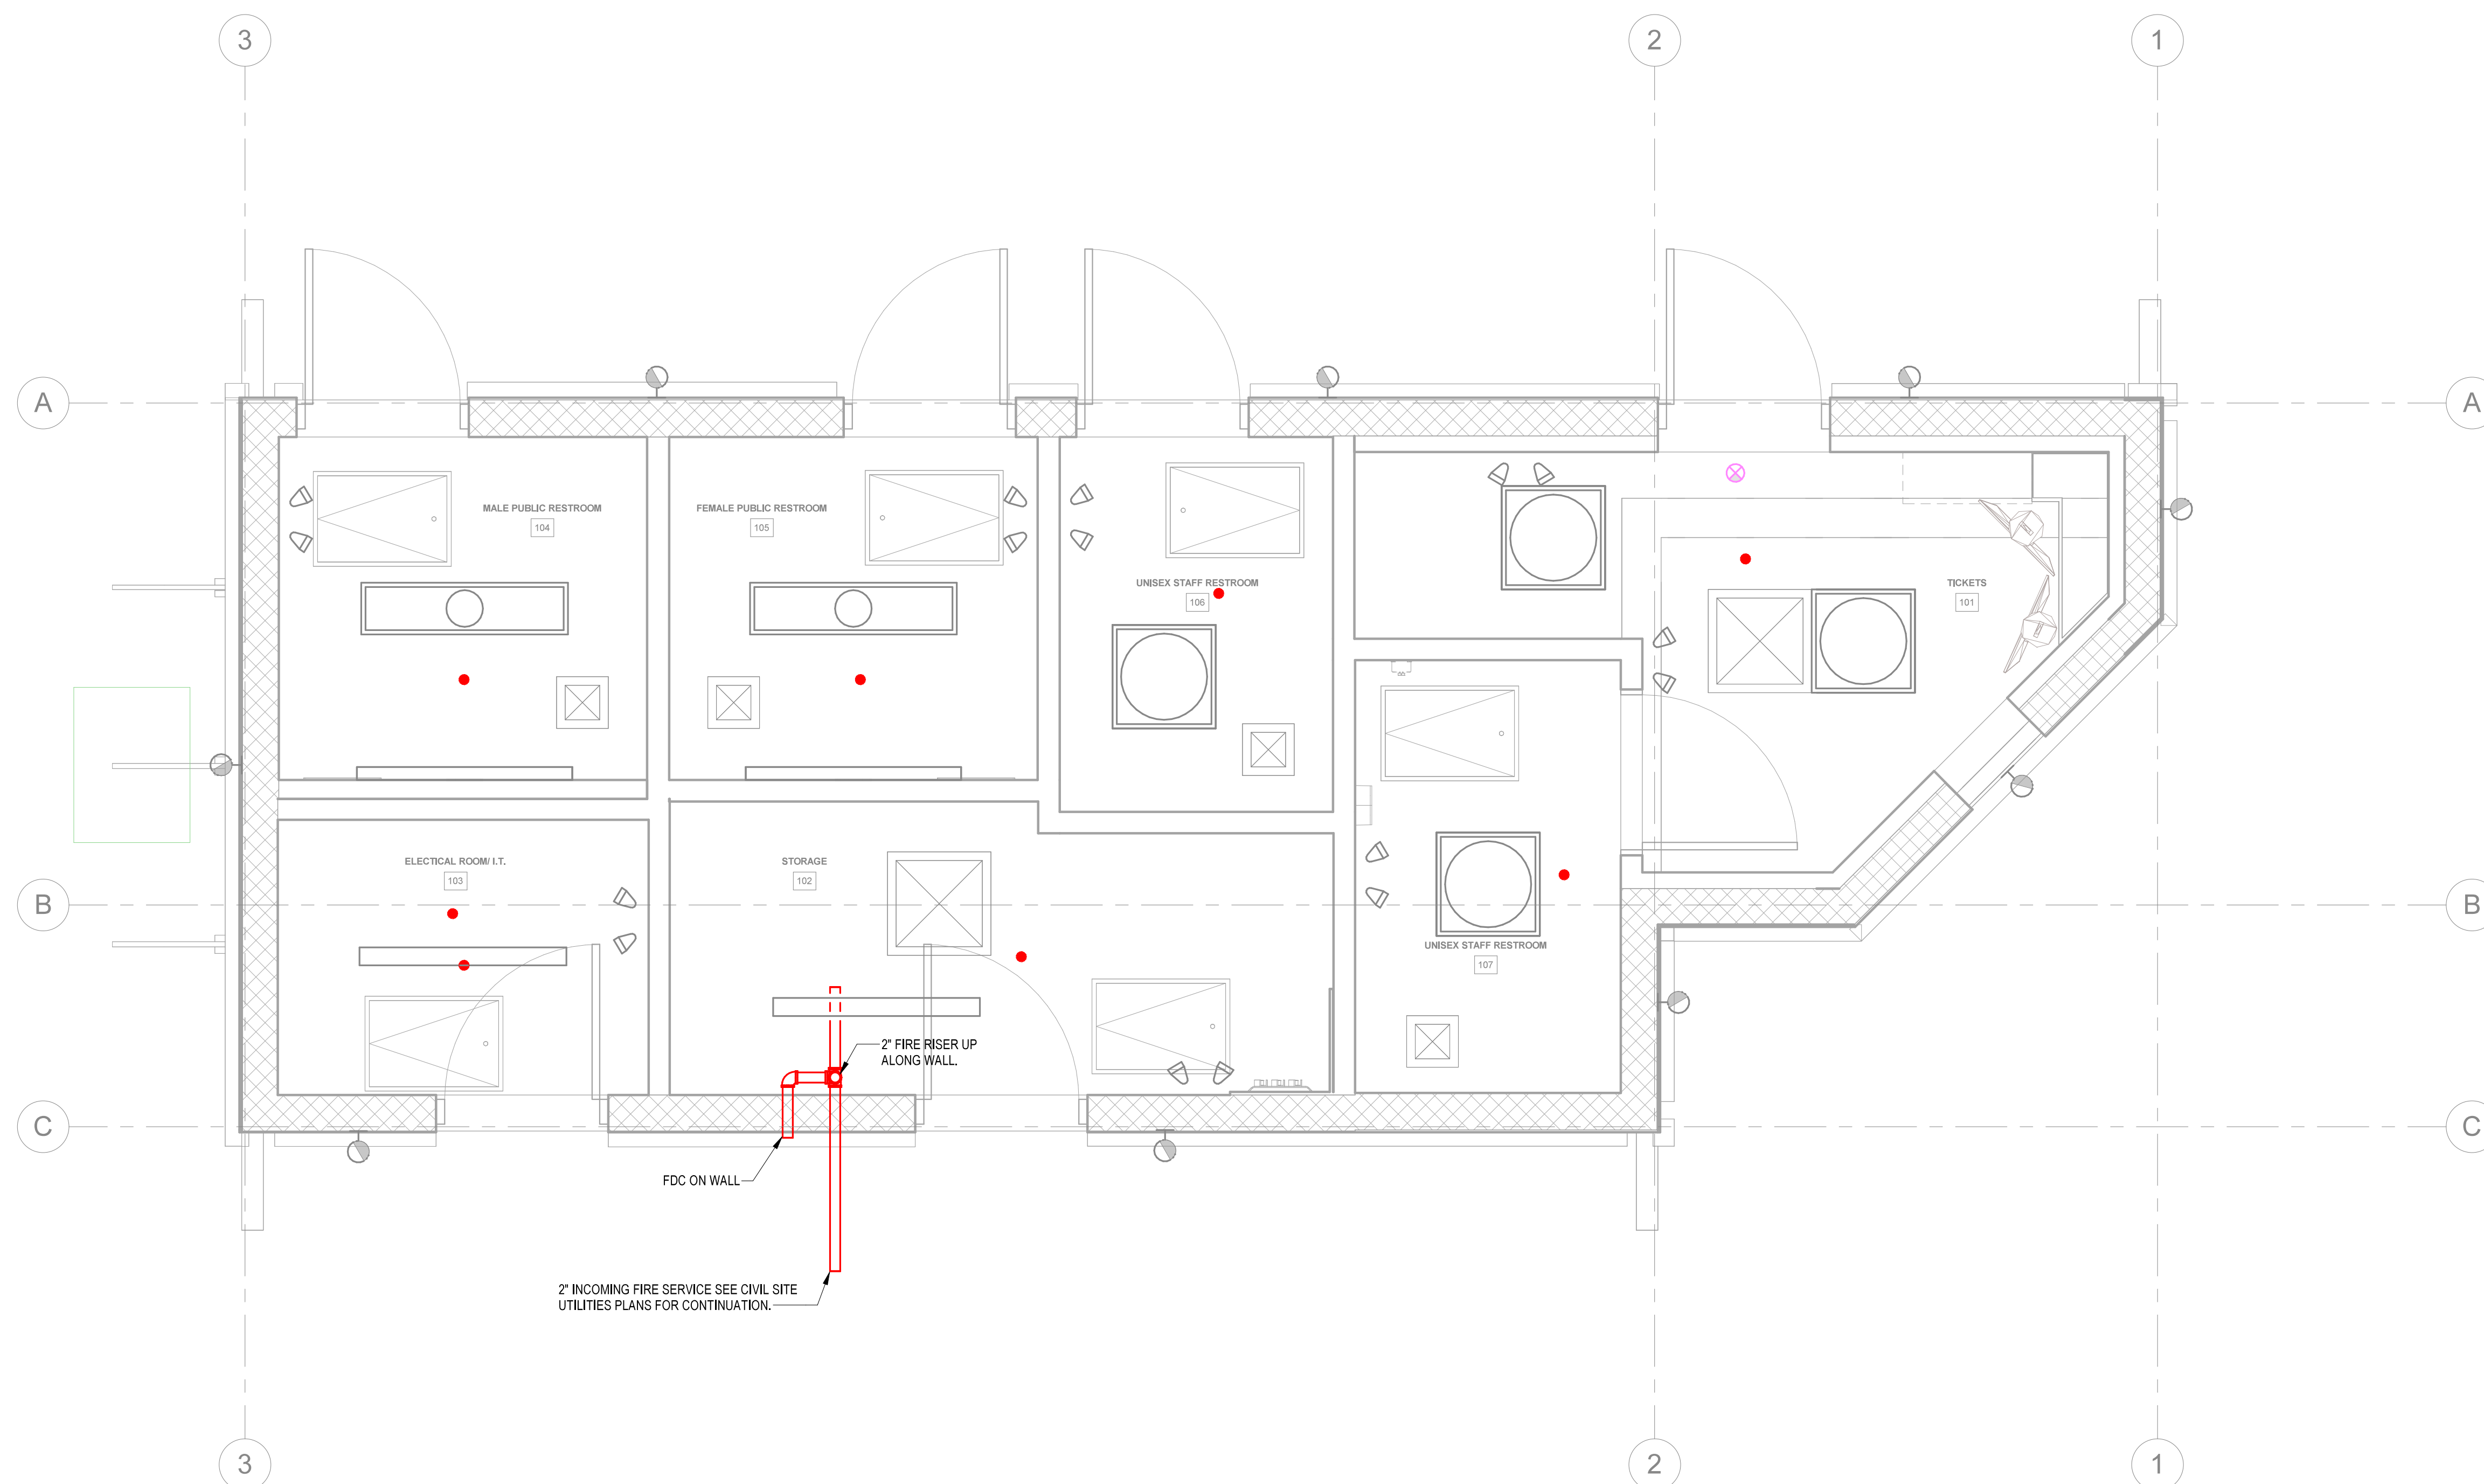 3
2
1
A
A
MALE PUBLIC RESTROOM
104
FEMALE PUBLIC RESTROOM
105
UNISEX STAFF RESTROOM
106
TICKETS
101
ELECTICAL ROOM/ I.T.
103
STORAGE
102
B
B
UNISEX STAFF RESTROOM
107
2" FIRE RISER UP
ALONG WALL.
C
C
FDC ON WALL
2" INCOMING FIRE SERVICE SEE CIVIL SITE
UTILITIES PLANS FOR CONTINUATION.
3
2
1